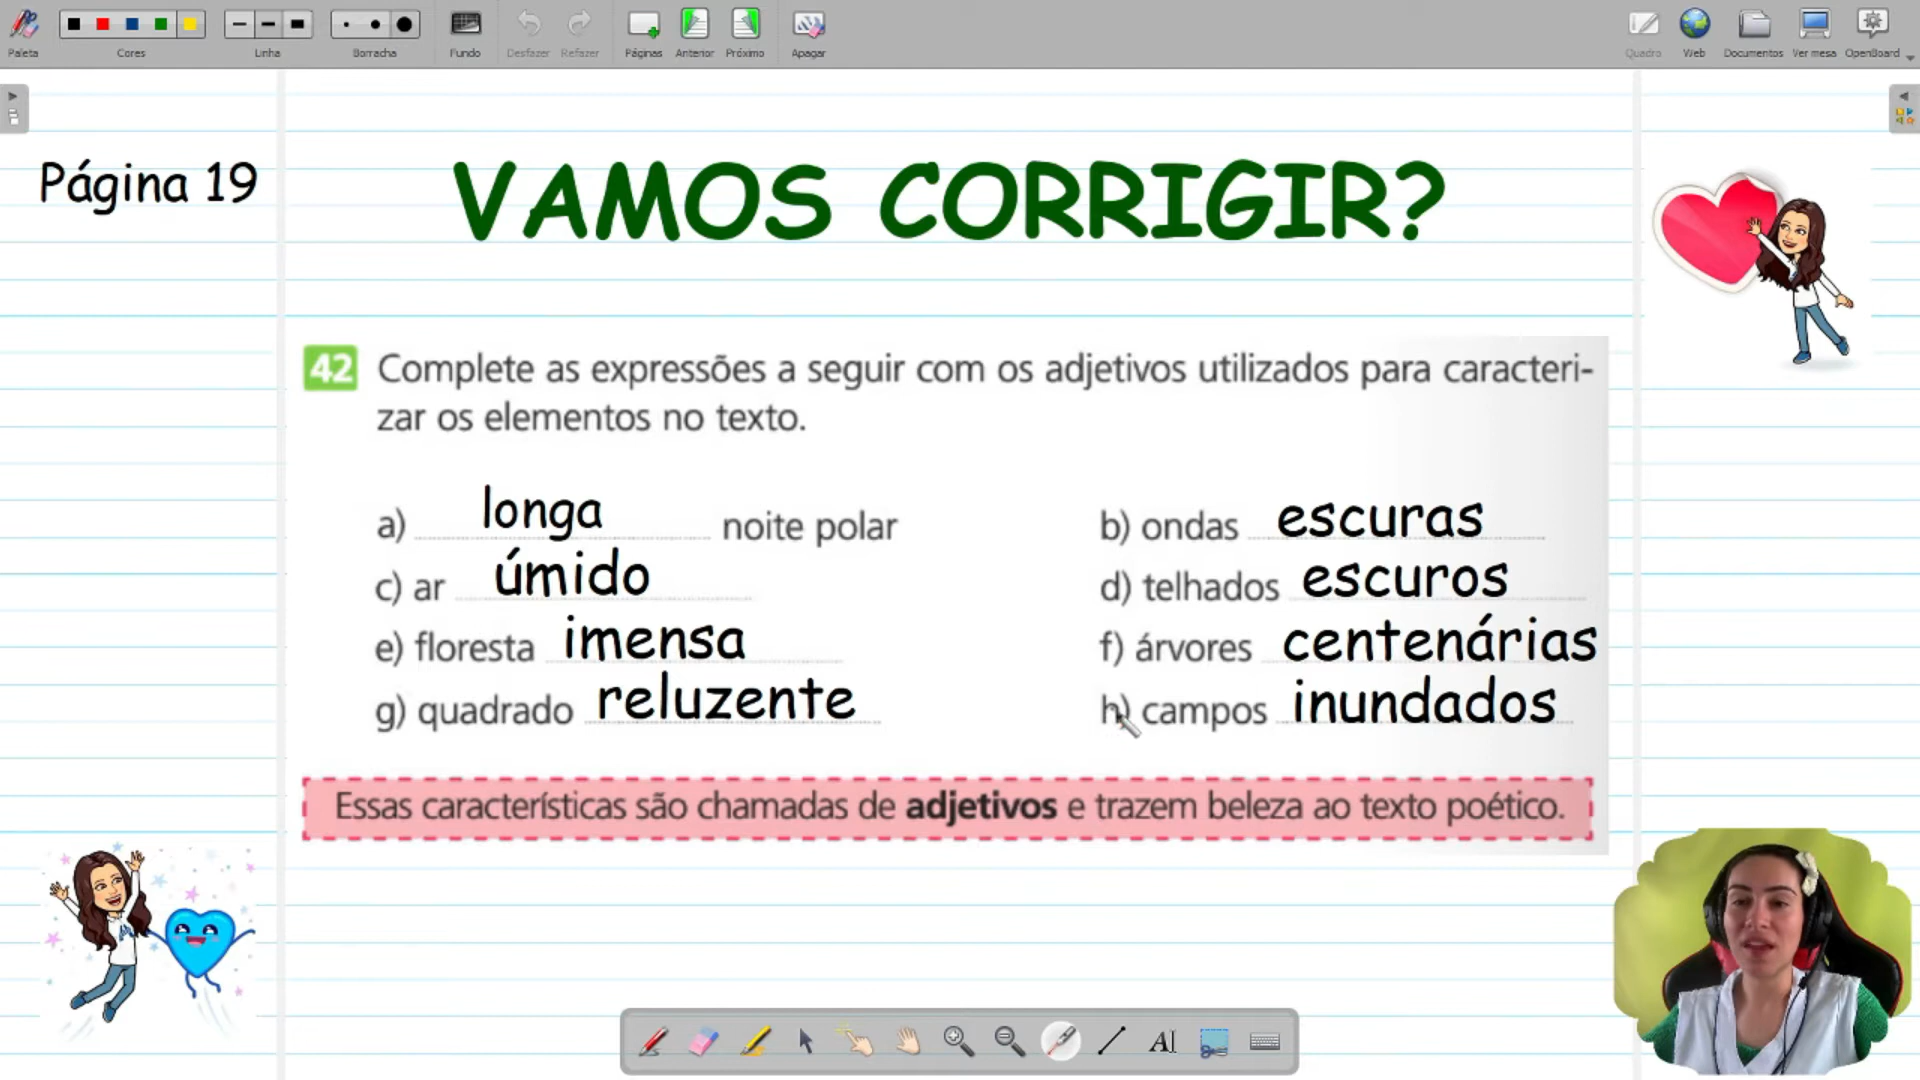 Paleta Cores Linha Borracha Fundo Desfazer Refazer Páginas Anterior Próximo Apagar Quadro Web Documentos Ver mesa OpenBoard
Página 19
VAMOS CORRIGIR?
42 Complete as expressões a seguir com os adjetivos utilizados para caracteri-
zar os elementos no texto.
a) longa noite polar
b) ondas escuras
c) ar úmido
d) telhados escuros
e) floresta imensa
f) árvores centenárias
g) quadrado reluzente
h) campos inundados
Essas características são chamadas de adjetivos e trazem beleza ao texto poético.